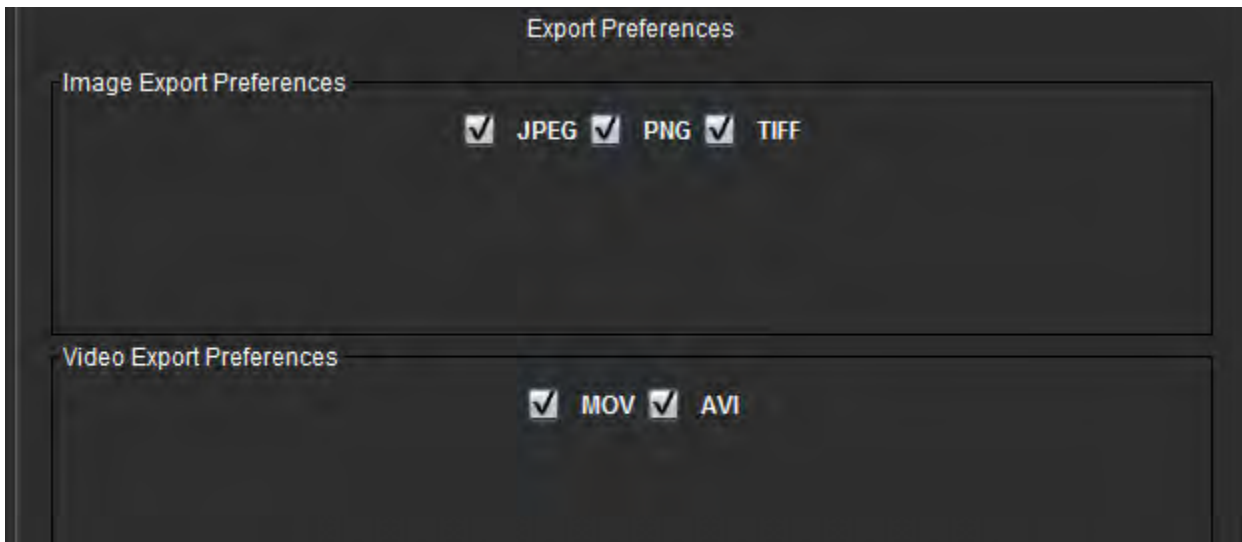 Export Preferences
Image Export Preferences
JPEG PNG TIFF
Video Export Preferences
MOV AVI